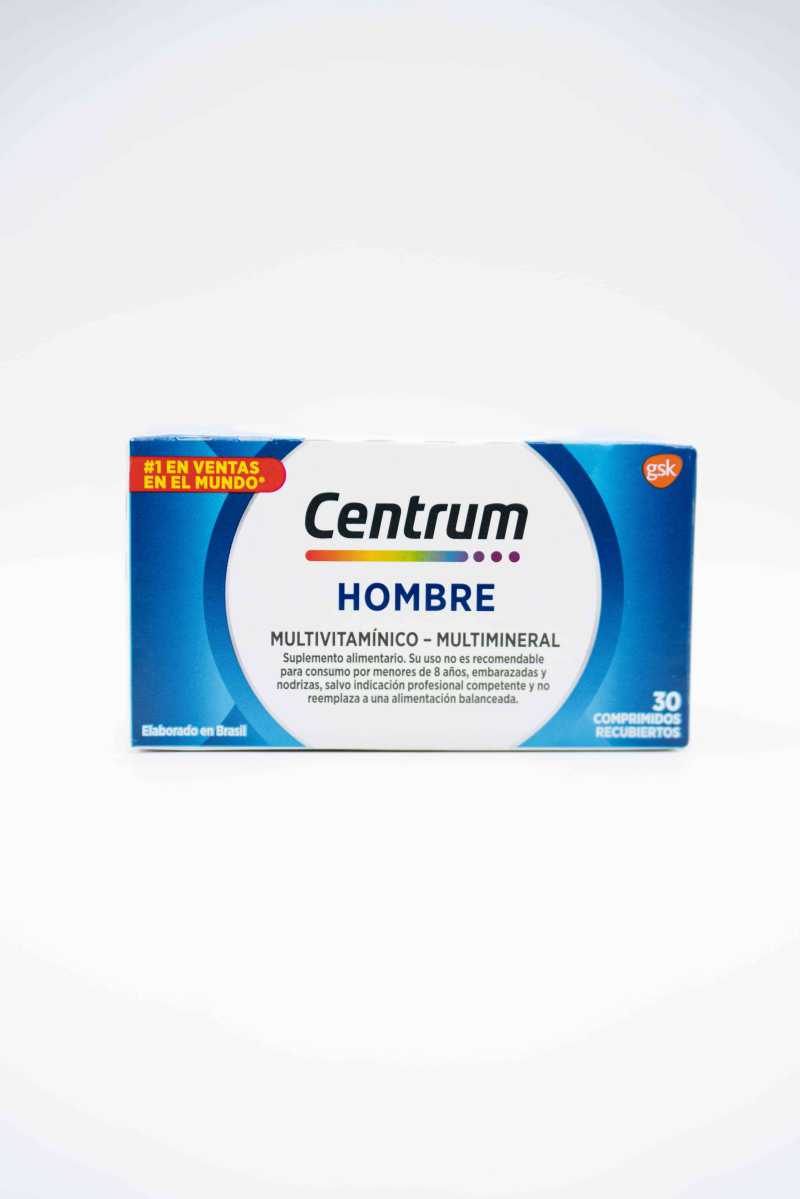 #1 EN VENTAS
EN EL MUNDO*
gsk
Centrum
HOMBRE
MULTIVITAMÍNICO – MULTIMINERAL
Suplemento alimentario. Su uso no es recomendable
para consumo por menores de 8 años, embarazadas y
nodrizas, salvo indicación profesional competente y no
reemplaza a una alimentación balanceada.
Elaborado en Brasil
30
COMPRIMIDOS
RECUBIERTOS